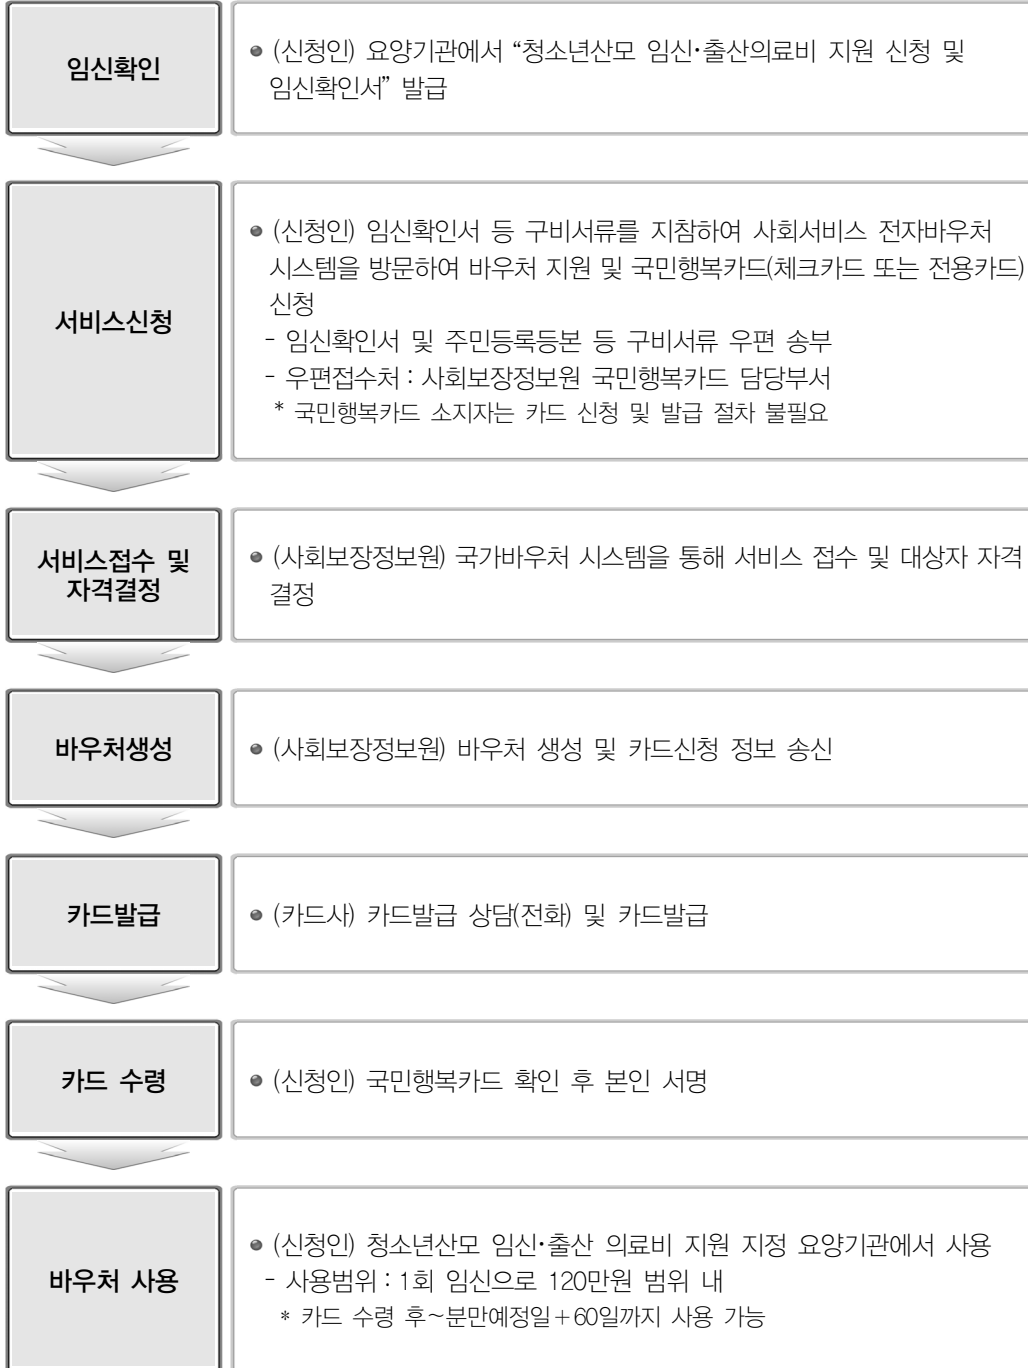 임신확인
● (신청인) 요양기관에서 “청소년산모 임신·출산의료비 지원 신청 및
임신확인서” 발급
서비스신청
● (신청인) 임신확인서 등 구비서류를 지참하여 사회서비스 전자바우처
시스템을 방문하여 바우처 지원 및 국민행복카드(체크카드 또는 전용카드)
신청
- 임신확인서 및 주민등록등본 등 구비서류 우편 송부
- 우편접수처 : 사회보장정보원 국민행복카드 담당부서
* 국민행복카드 소지자는 카드 신청 및 발급 절차 불필요
서비스접수 및
자격결정
● (사회보장정보원) 국가바우처 시스템을 통해 서비스 접수 및 대상자 자격
결정
바우처생성
● (사회보장정보원) 바우처 생성 및 카드신청 정보 송신
카드발급
● (카드사) 카드발급 상담(전화) 및 카드발급
카드 수령
● (신청인) 국민행복카드 확인 후 본인 서명
바우처 사용
● (신청인) 청소년산모 임신·출산 의료비 지원 지정 요양기관에서 사용
- 사용범위 : 1회 임신으로 120만원 범위 내
* 카드 수령 후~분만예정일+60일까지 사용 가능